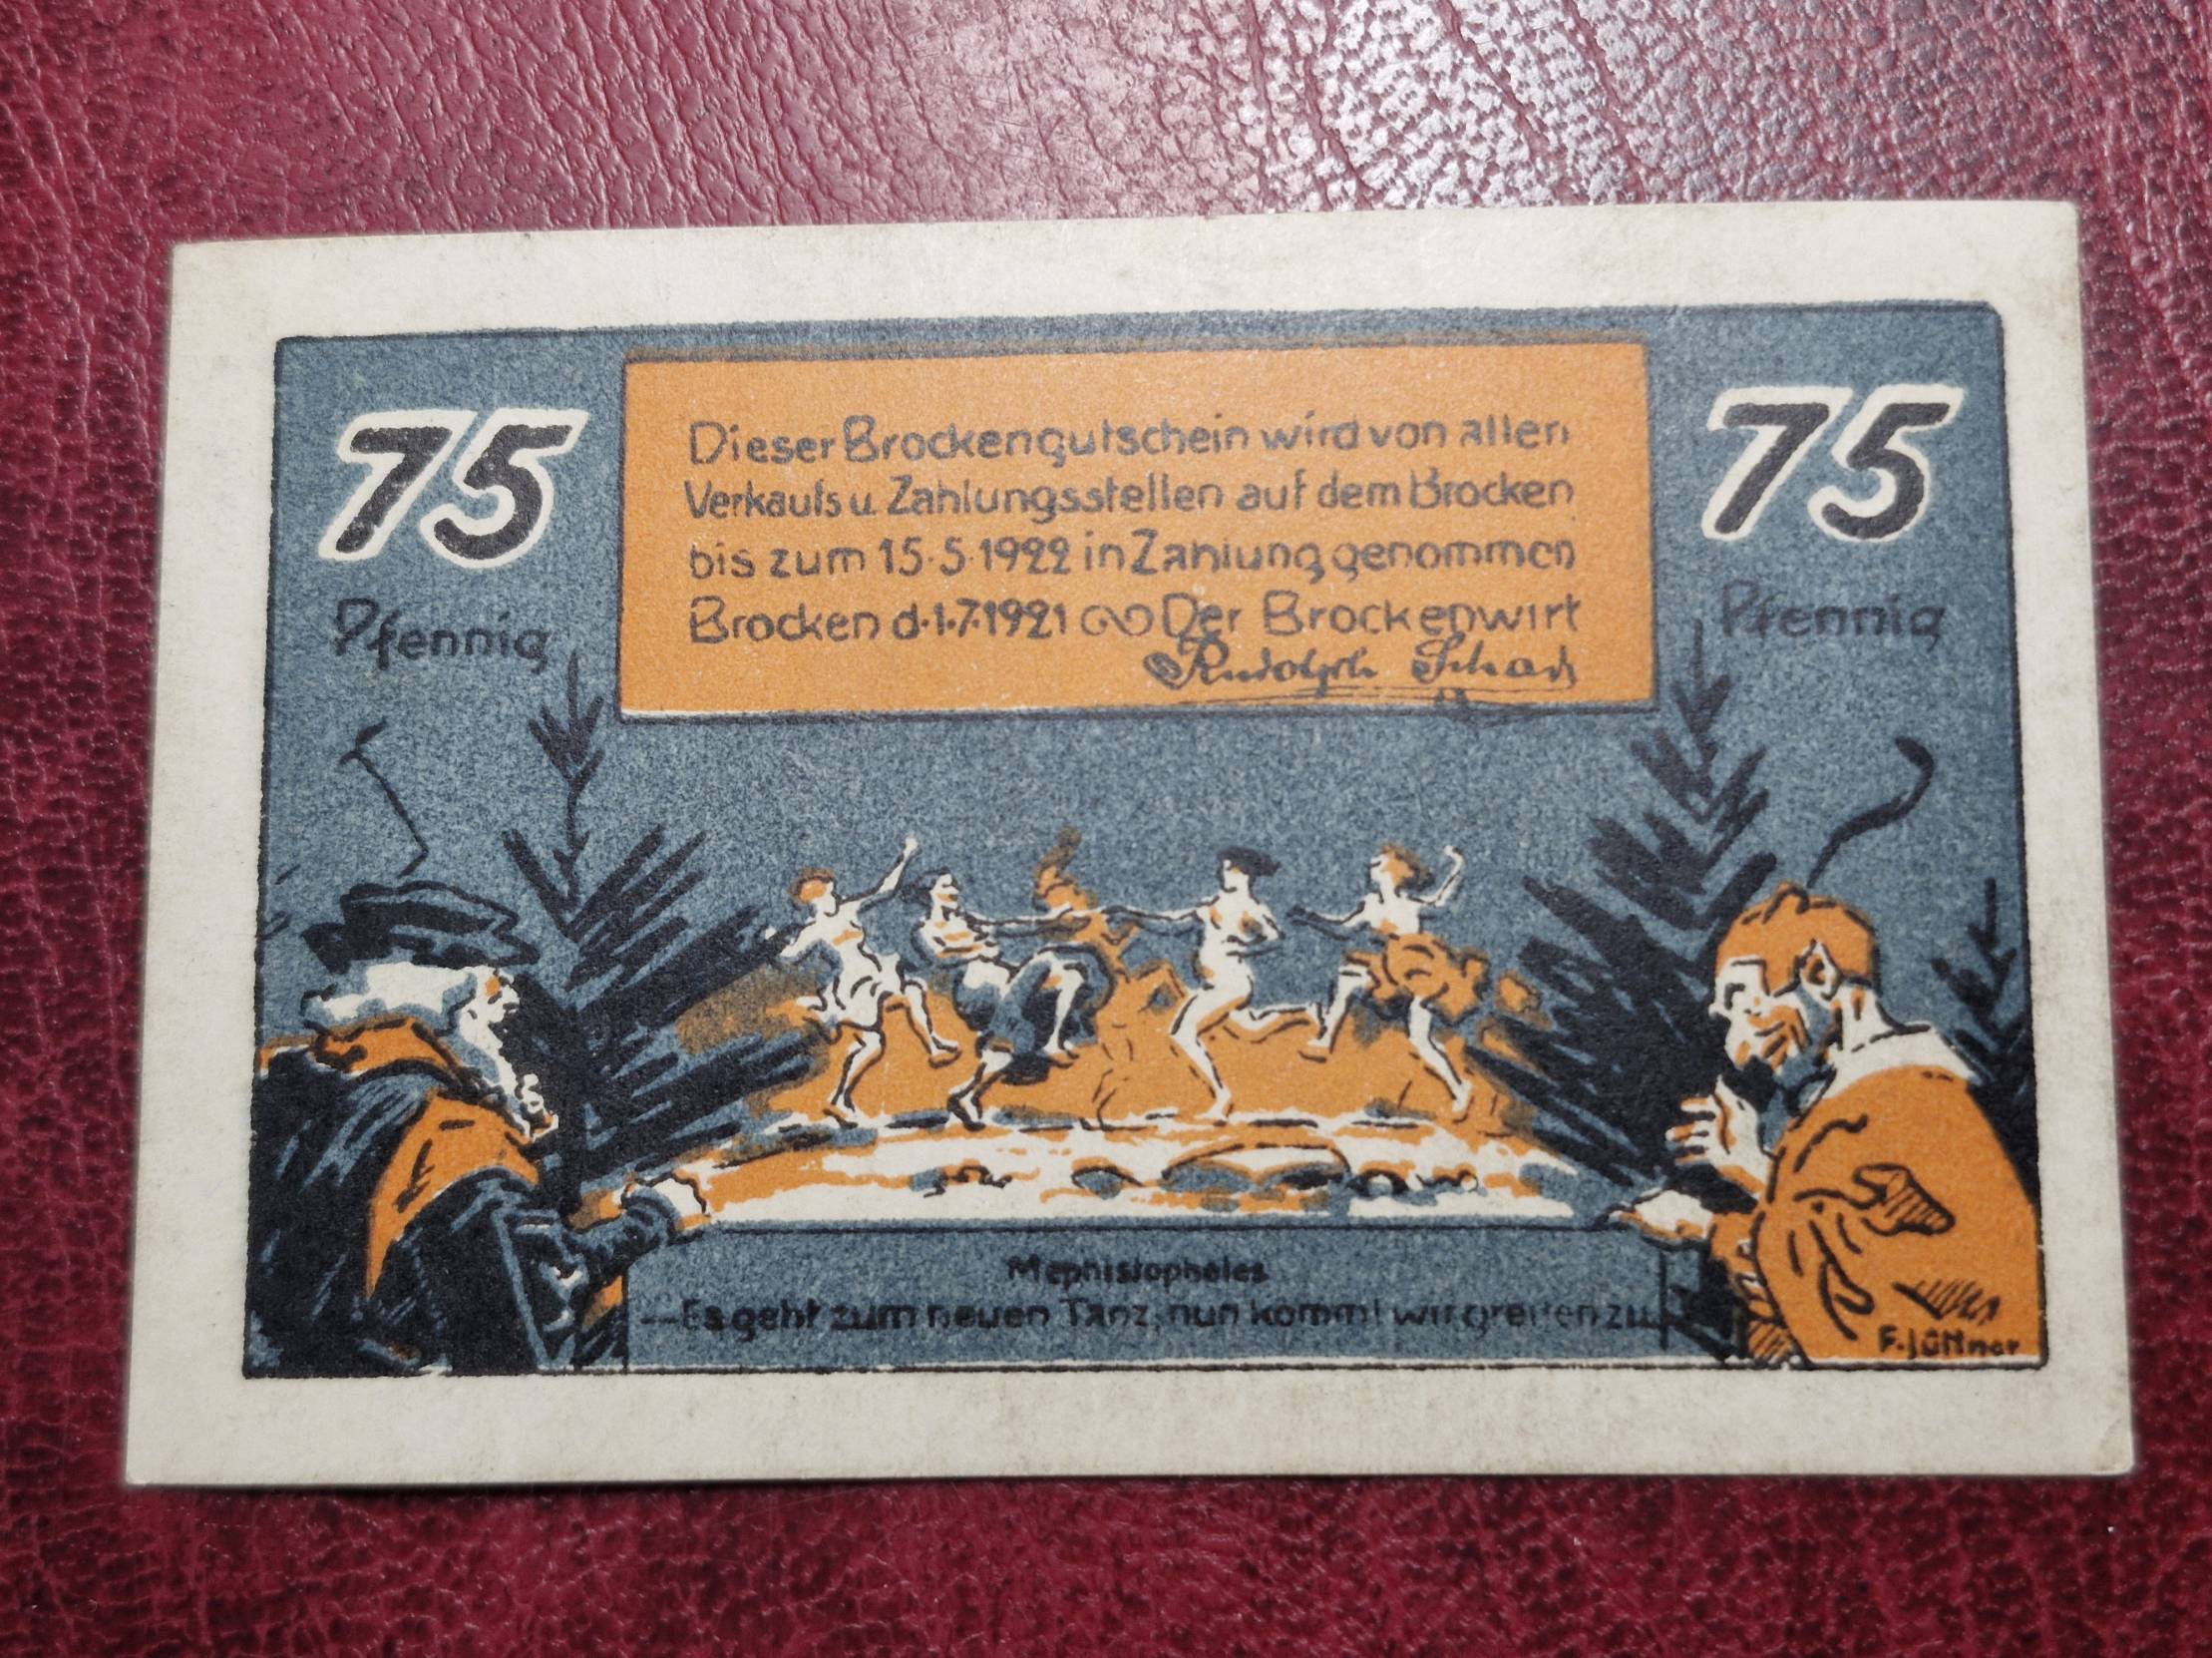 75
75
Pfennig
Pfennig
Dieser Brockengutschein wird von allen
Verkaufs u. Zahlungsstellen auf dem Brocken
bis zum 15.5.1922 in Zahlung genommen
Brocken d.1.7.1921 Der Brockenwirt
Rudolph Schad
Mephistopheles
—Es geht zum neuen Tanz, nun komm! wir greifen zu
F. Jüttner